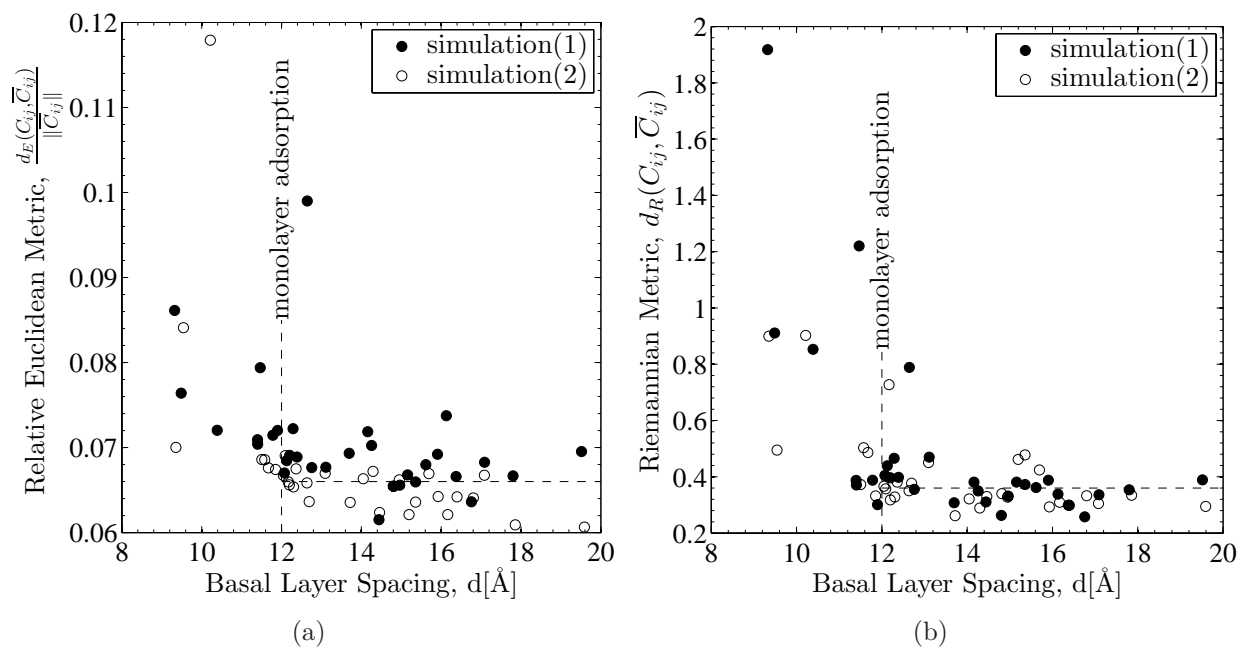 0.12
0.11
0.1
0.09
0.08
0.07
0.06
8
10
12
14
16
18
20
Relative Euclidean Metric, d_E(C_ij, C̅_ij) / ||C̅_ij||
Basal Layer Spacing, d[Å]
monolayer adsorption
simulation(1)
simulation(2)
(a)
2
1.8
1.6
1.4
1.2
1
0.8
0.6
0.4
0.2
8
10
12
14
16
18
20
Riemannian Metric, d_R(C_ij, C̅_ij)
Basal Layer Spacing, d[Å]
monolayer adsorption
simulation(1)
simulation(2)
(b)